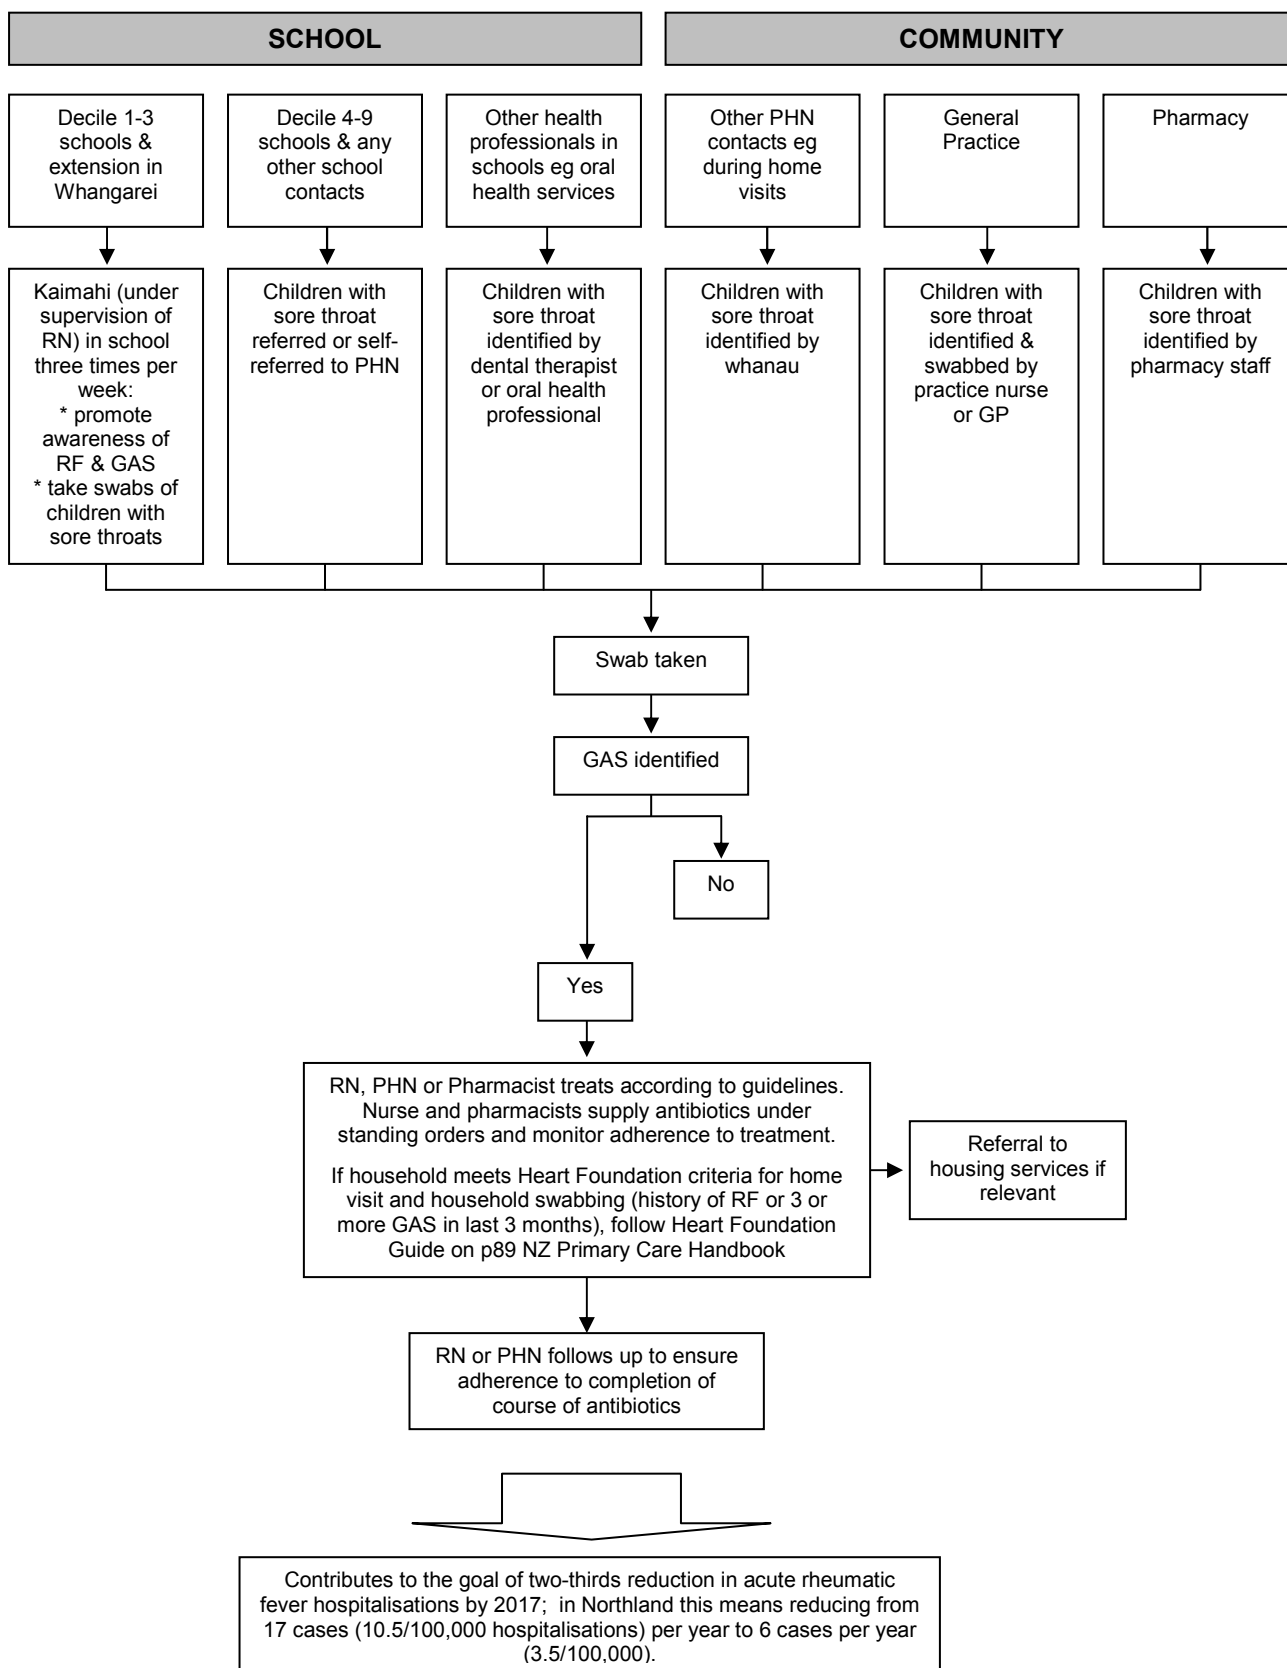 SCHOOL
COMMUNITY
Decile 1-3
schools &
extension in
Whangarei
Decile 4-9
schools & any
other school
contacts
Other health
professionals in
schools eg oral
health services
Other PHN
contacts eg
during home
visits
General
Practice
Pharmacy
Kaimahi (under
supervision of
RN) in school
three times per
week:
* promote
awareness of
RF & GAS
* take swabs of
children with
sore throats
Children with
sore throat
referred or self-
referred to PHN
Children with
sore throat
identified by
dental therapist
or oral health
professional
Children with
sore throat
identified by
whanau
Children with
sore throat
identified &
swabbed by
practice nurse
or GP
Children with
sore throat
identified by
pharmacy staff
Swab taken
GAS identified
No
Yes
RN, PHN or Pharmacist treats according to guidelines.
Nurse and pharmacists supply antibiotics under
standing orders and monitor adherence to treatment.
If household meets Heart Foundation criteria for home
visit and household swabbing (history of RF or 3 or
more GAS in last 3 months), follow Heart Foundation
Guide on p89 NZ Primary Care Handbook
Referral to
housing services if
relevant
RN or PHN follows up to ensure
adherence to completion of
course of antibiotics
Contributes to the goal of two-thirds reduction in acute rheumatic
fever hospitalisations by 2017;  in Northland this means reducing from
17 cases (10.5/100,000 hospitalisations) per year to 6 cases per year
(3.5/100,000).